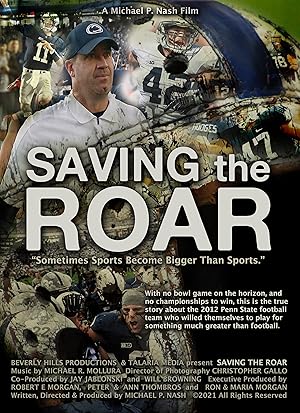 A Michael P. Nash Film
11
42
HODGES
47
SAVING the
ROAR
"Sometimes Sports Become Bigger Than Sports."
With no bowl game on the horizon, and
no championships to win, this is the true
story about the 2012 Penn State football
team who willed themselves to play for
something much greater than football.
BEVERLY HILLS PRODUCTIONS & TALARIA MEDIA present SAVING THE ROAR
Music by MICHAEL R. MOLLURA Director of Photography CHRISTOPHER GALLO
Co-Produced by JAY JABLONSKI and WILL BROWNING Executive Produced by
ROBERT E MORGAN, PETER & ANN THOMBROS and RON & MARIA MORGAN
Written, Directed & Produced by MICHAEL P. NASH ©2021 All Rights Reserved